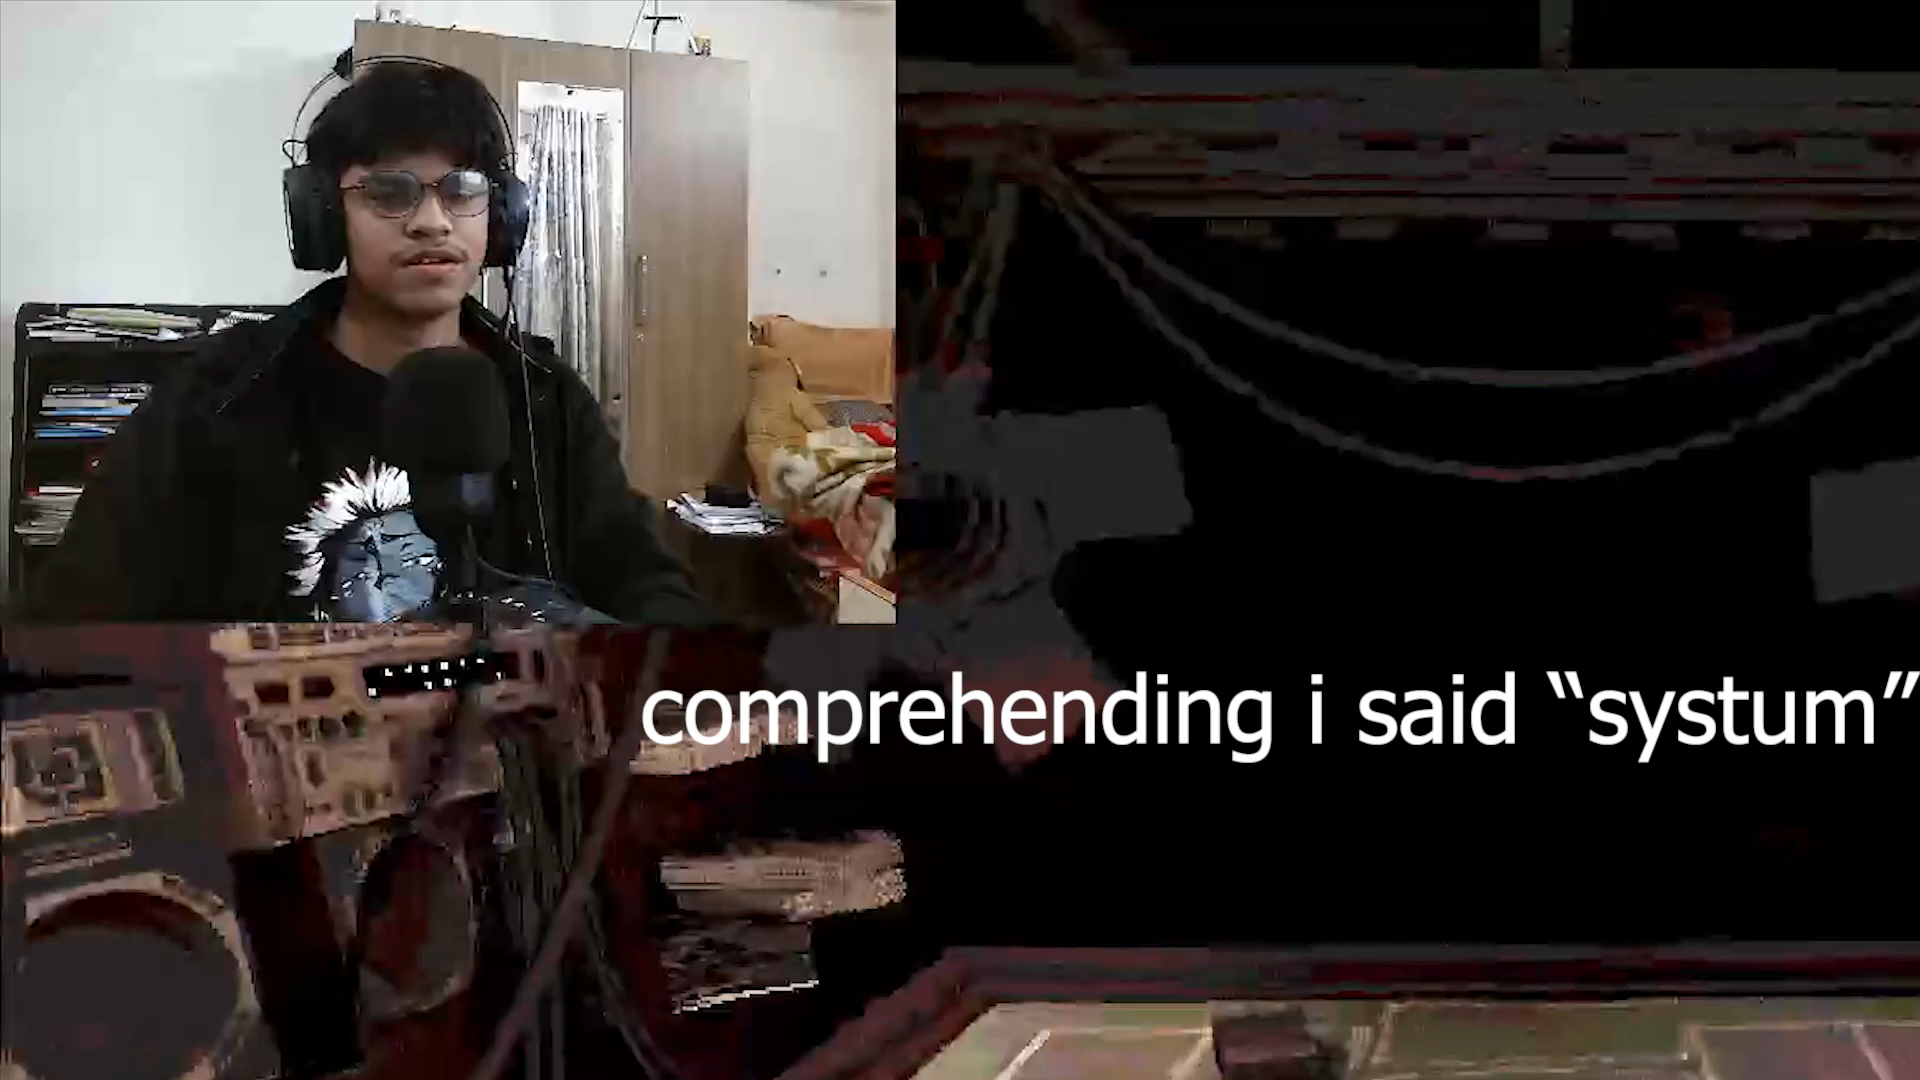 comprehending i said “systum”